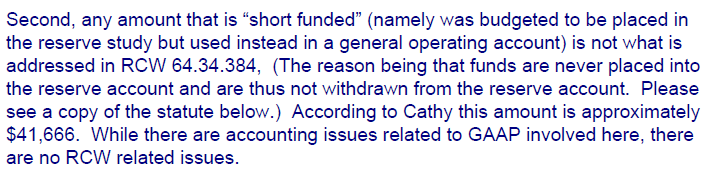 Second, any amount that is “short funded” (namely was budgeted to be placed in
the reserve study but used instead in a general operating account) is not what is
addressed in RCW 64.34.384,  (The reason being that funds are never placed into
the reserve account and are thus not withdrawn from the reserve account.  Please
see a copy of the statute below.)  According to Cathy this amount is approximately
$41,666.  While there are accounting issues related to GAAP involved here, there
are no RCW related issues.